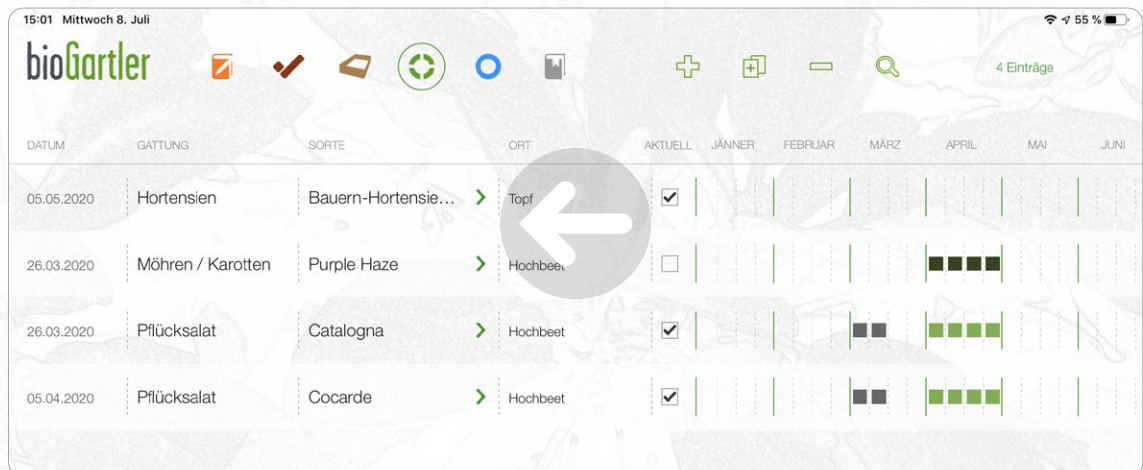 15:01 Mittwoch 8. Juli 55 %
bioGartler 4 Einträge
DATUM GATTUNG SORTE ORT AKTUELL JÄNNER FEBRUAR MÄRZ APRIL MAI JUNI
05.05.2020 Hortensien Bauern-Hortensie... Topf
26.03.2020 Möhren / Karotten Purple Haze Hochbeet
26.03.2020 Pflücksalat Catalogna Hochbeet
05.04.2020 Pflücksalat Cocarde Hochbeet